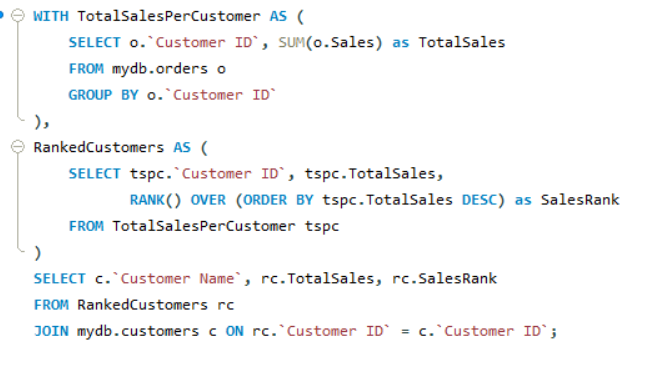 WITH TotalSalesPerCustomer AS (
    SELECT o.`Customer ID`, SUM(o.Sales) as TotalSales
    FROM mydb.orders o
    GROUP BY o.`Customer ID`
),
RankedCustomers AS (
    SELECT tspc.`Customer ID`, tspc.TotalSales,
           RANK() OVER (ORDER BY tspc.TotalSales DESC) as SalesRank
    FROM TotalSalesPerCustomer tspc
)
SELECT c.`Customer Name`, rc.TotalSales, rc.SalesRank
FROM RankedCustomers rc
JOIN mydb.customers c ON rc.`Customer ID` = c.`Customer ID`;